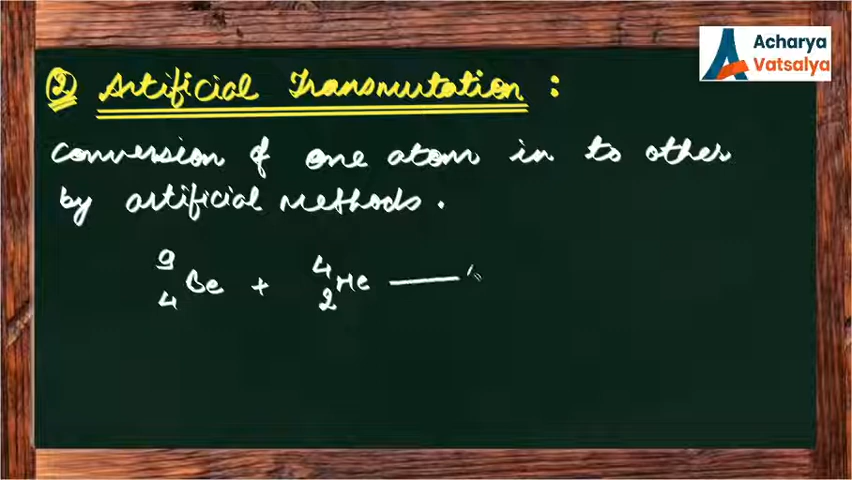 Acharya
Vatsalya
② Artificial Transmutation :
conversion of one atom in to other
by artificial methods.
⁹₄Be + ⁴₂He —